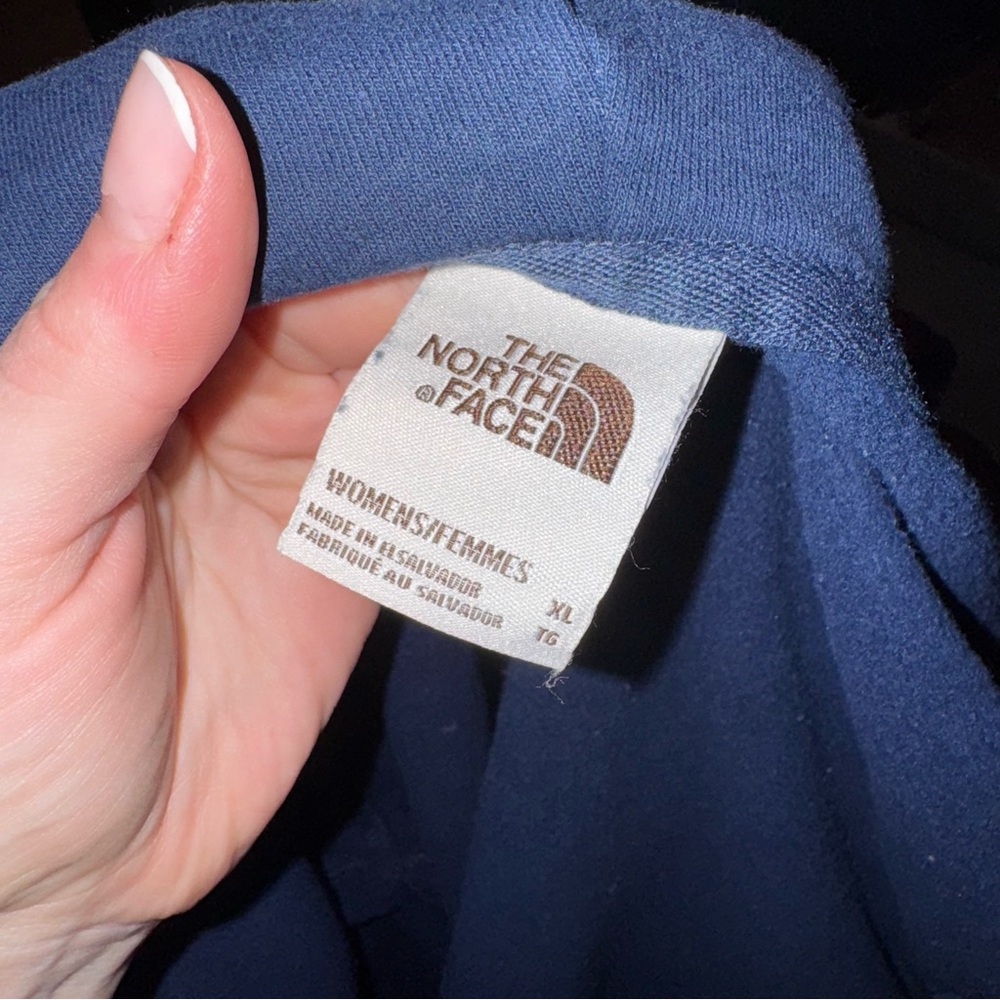 THE
NORTH
® FACE
WOMENS/FEMMES
MADE IN EL SALVADOR
FABRIQUÉ AU SALVADOR
XL
TG